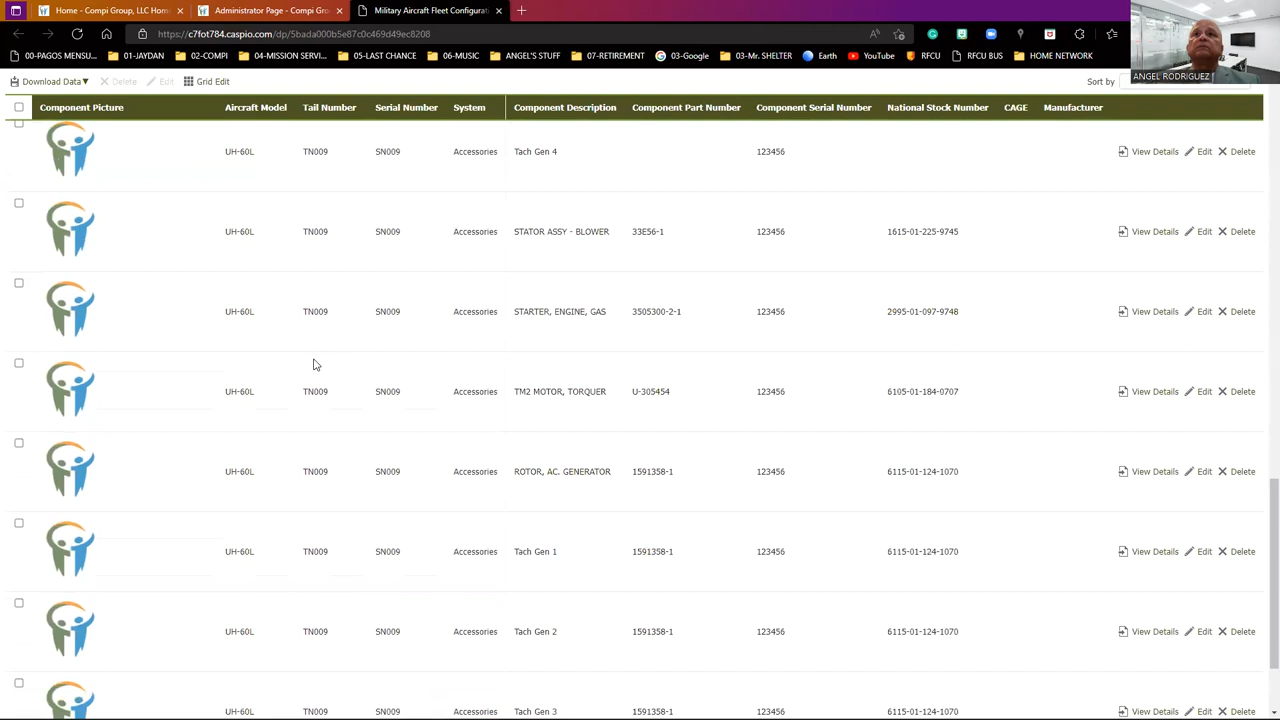 Home - Compi Group, LLC Hom
Administrator Page - Compi Gro
Military Aircraft Fleet Configurat
https://c7fot784.caspio.com/dp/5bada000b5e87c0c469d49ec8208
00-PAGOS MENSU... 01-JAYDAN 02-COMPI 04-MISSION SERVI... 05-LAST CHANCE 06-MUSIC ANGEL'S STUFF 07-RETIREMENT 03-Google 03-Mr. SHELTER Earth YouTube RFCU RFCU BUS HOME NETWORK
ANGEL RODRIGUEZ
Download Data Delete Edit Grid Edit Sort by
Component Picture Aircraft Model Tail Number Serial Number System Component Description Component Part Number Component Serial Number National Stock Number CAGE Manufacturer
UH-60L TN009 SN009 Accessories Tach Gen 4 123456 View Details Edit Delete
UH-60L TN009 SN009 Accessories STATOR ASSY - BLOWER 33E56-1 123456 1615-01-225-9745 View Details Edit Delete
UH-60L TN009 SN009 Accessories STARTER, ENGINE, GAS 3505300-2-1 123456 2995-01-097-9748 View Details Edit Delete
UH-60L TN009 SN009 Accessories TM2 MOTOR, TORQUER U-305454 123456 6105-01-184-0707 View Details Edit Delete
UH-60L TN009 SN009 Accessories ROTOR, AC. GENERATOR 1591358-1 123456 6115-01-124-1070 View Details Edit Delete
UH-60L TN009 SN009 Accessories Tach Gen 1 1591358-1 123456 6115-01-124-1070 View Details Edit Delete
UH-60L TN009 SN009 Accessories Tach Gen 2 1591358-1 123456 6115-01-124-1070 View Details Edit Delete
UH-60L TN009 SN009 Accessories Tach Gen 3 1591358-1 123456 6115-01-124-1070 View Details Edit Delete